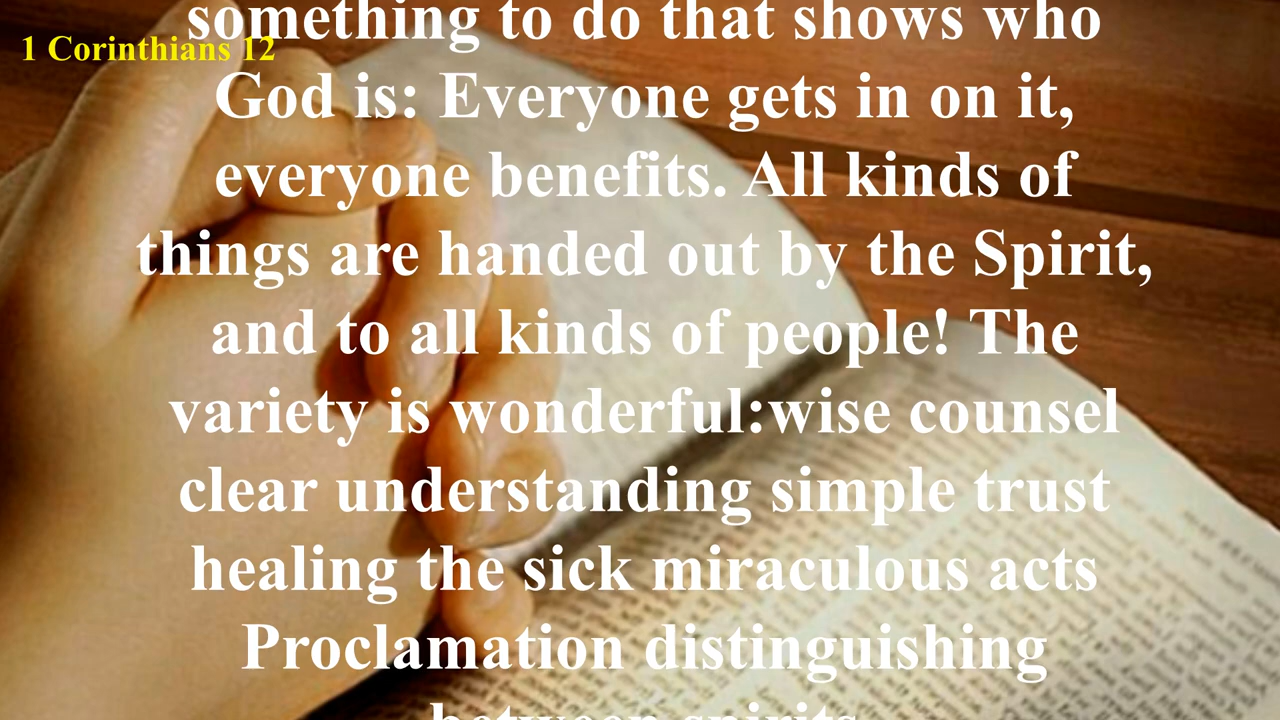 something to do that shows who
1 Corinthians 12
God is: Everyone gets in on it,
everyone benefits. All kinds of
things are handed out by the Spirit,
and to all kinds of people! The
variety is wonderful:wise counsel
clear understanding simple trust
healing the sick miraculous acts
Proclamation distinguishing
between spirits